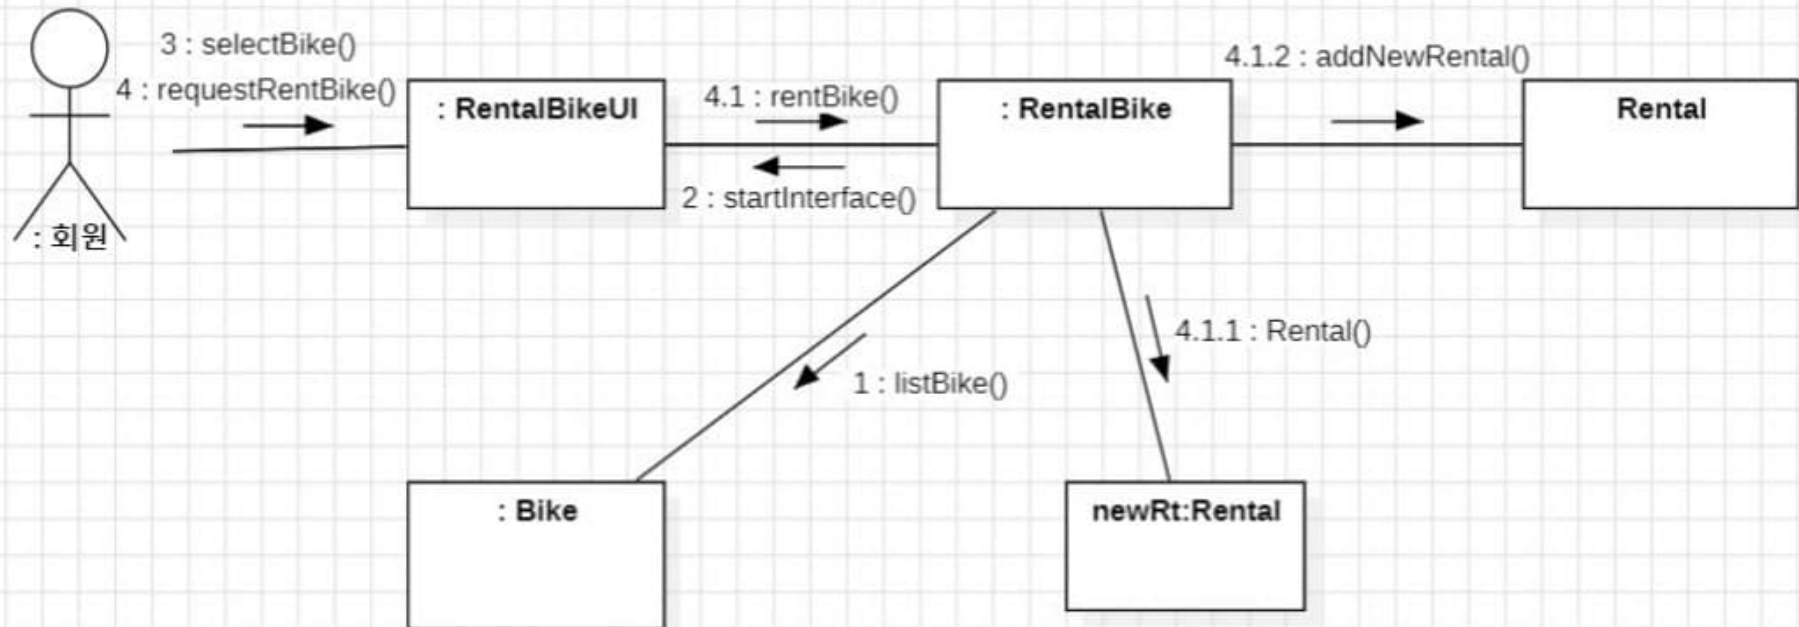 3 : selectBike()
4 : requestRentBike()
: 회원
: RentalBikeUI
4.1 : rentBike()
2 : startInterface()
: RentalBike
4.1.2 : addNewRental()
Rental
1 : listBike()
4.1.1 : Rental()
: Bike
newRt:Rental